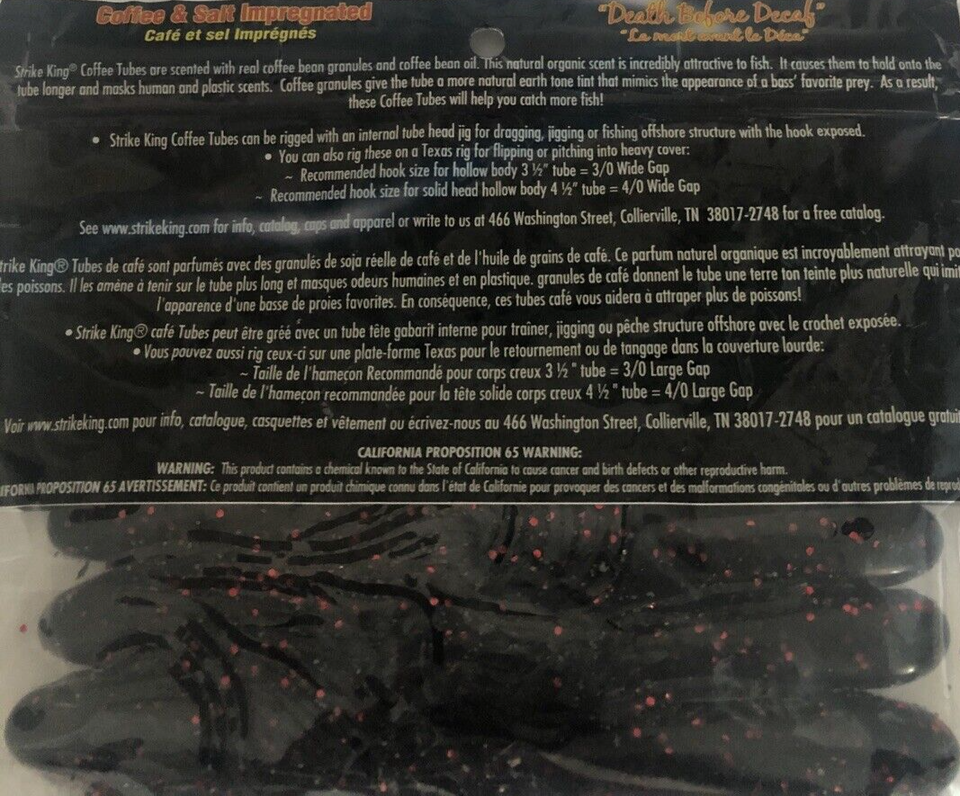 Coffee & Salt Impregnated
Café et sel Imprégnés
"Death Before Decaf"
"La mort avant le Déca"
Strike King® Coffee Tubes are scented with real coffee bean granules and coffee bean oil. This natural organic scent is incredibly attractive to fish. It causes them to hold onto the
tube longer and masks human and plastic scents. Coffee granules give the tube a more natural earth tone tint that mimics the appearance of a bass' favorite prey. As a result,
these Coffee Tubes will help you catch more fish!
• Strike King Coffee Tubes can be rigged with an internal tube head jig for dragging, jigging or fishing offshore structure with the hook exposed.
• You can also rig these on a Texas rig for flipping or pitching into heavy cover:
~ Recommended hook size for hollow body 3 ½" tube = 3/0 Wide Gap
~ Recommended hook size for solid head hollow body 4 ½" tube = 4/0 Wide Gap
See www.strikeking.com for info, catalog, caps and apparel or write to us at 466 Washington Street, Collierville, TN 38017-2748 for a free catalog.
trike King® Tubes de café sont parfumés avec des granulés de soja réelle de café et de l'huile de grains de café. Ce parfum naturel organique est incroyablement attrayant po
es poissons. Il les amène à tenir sur le tube plus long et masques odeurs humaines et en plastique. granules de café donnent le tube une terre ton teinte plus naturelle qui imit
l'apparence d'une basse de proies favorites. En conséquence, ces tubes café vous aidera à attraper plus de poissons!
• Strike King® café Tubes peut être gréé avec un tube tête gabarit interne pour trainer, jigging ou pêche structure offshore avec le crochet exposée.
• Vous pouvez aussi rig ceux-ci sur une plate-forme Texas pour le retournement ou de tangage dans la couverture lourde:
~ Taille de l'hameçon Recommandé pour corps creux 3 ½ " tube = 3/0 Large Gap
~ Taille de l'hameçon recommandée pour la tête solide corps creux 4 ½ " tube = 4/0 Large Gap
Voir www.strikeking.com pour info, catalogue, casquettes et vêtement ou écrivez-nous au 466 Washington Street, Collierville, TN 38017-2748 pour un catalogue gratuit
CALIFORNIA PROPOSITION 65 WARNING:
WARNING: This product contains a chemical known to the State of California to cause cancer and birth defects or other reproductive harm.
IFORNIA PROPOSITION 65 AVERTISSEMENT: Ce produit contient un produit chimique connu dans l'état de Californie pour provoquer des cancers et des malformations congénitales ou d'autres problèmes de reprod